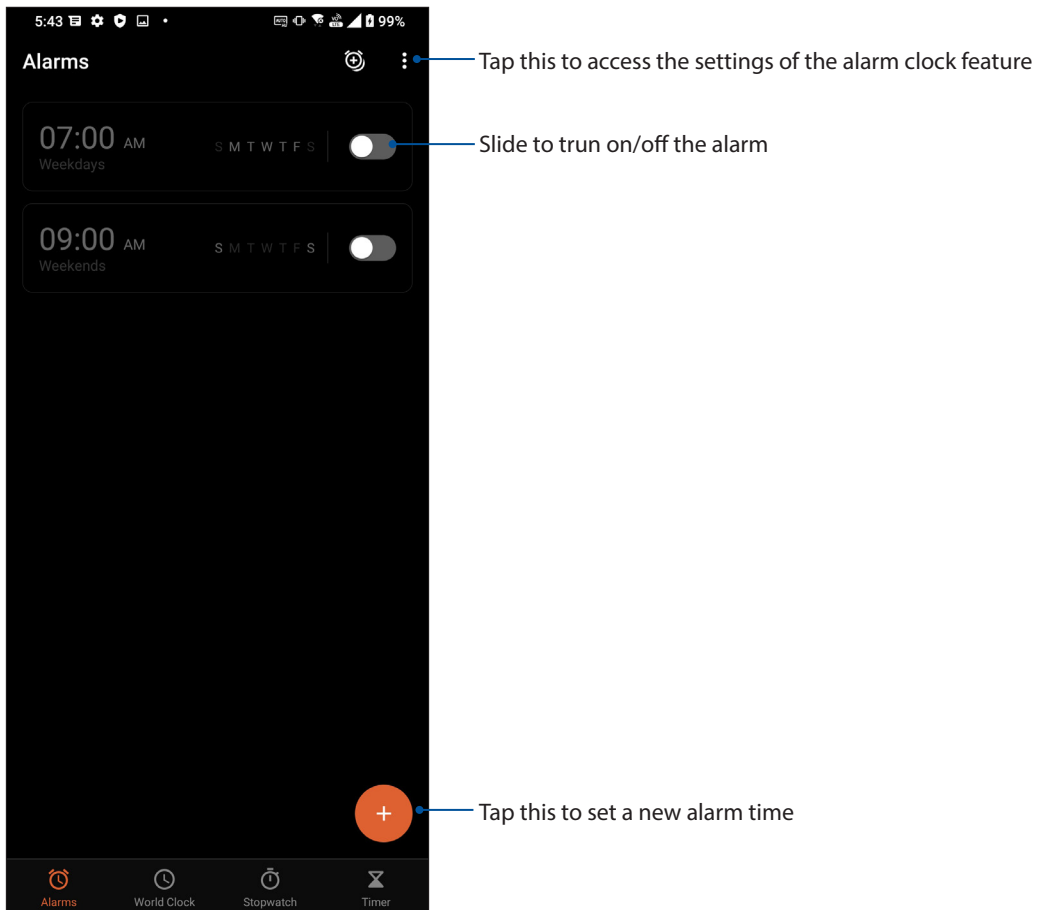 5:43 99%
Alarms
Tap this to access the settings of the alarm clock feature
07:00 AM S M T W T F S
Weekdays
Slide to trun on/off the alarm
09:00 AM S M T W T F S
Weekends
+
Tap this to set a new alarm time
Alarms World Clock Stopwatch Timer